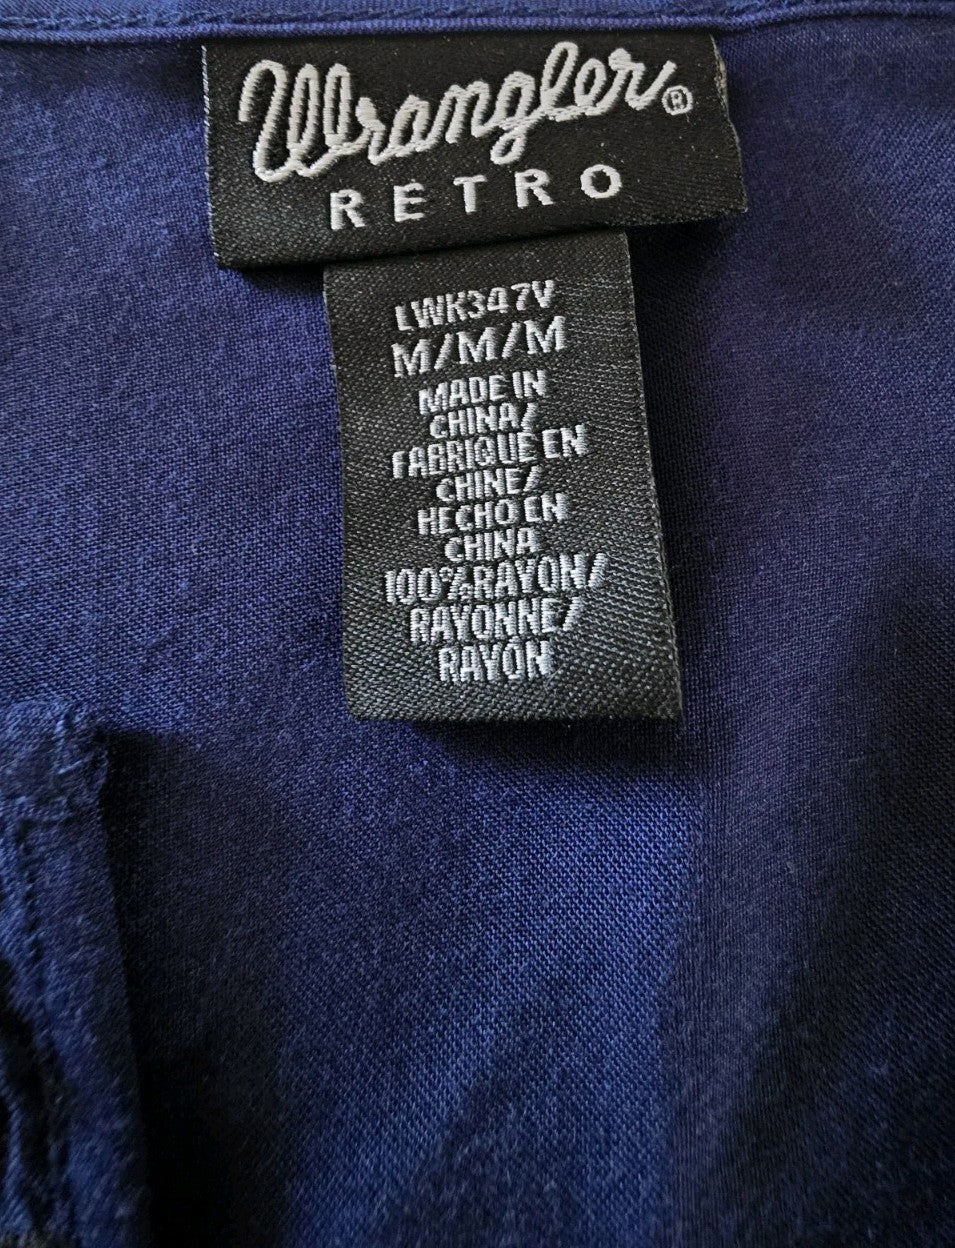 Wrangler®
RETRO
LWK347V
M/M/M
MADE IN
CHINA/
FABRIQUE EN
CHINE/
HECHO EN
CHINA
100%RAYON/
RAYONNE/
RAYON